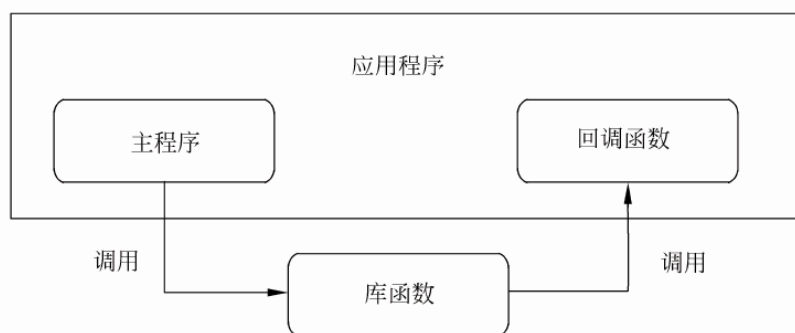 应用程序
主程序
回调函数
调用
调用
库函数